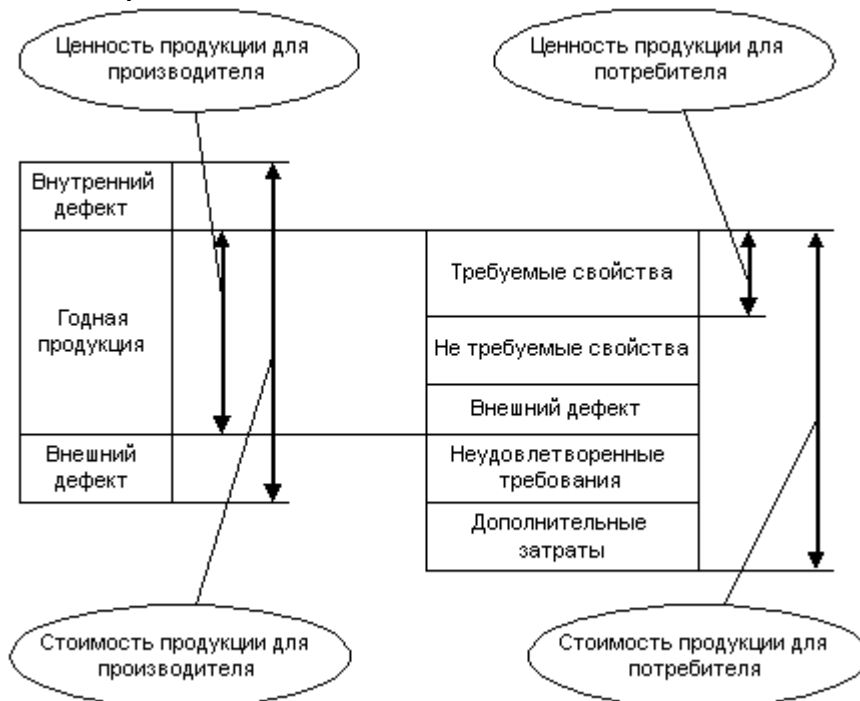 Ценность продукции для
производителя
Ценность продукции для
потребителя
Внутренний
дефект
Годная
продукция
Внешний
дефект
Требуемые свойства
Не требуемые свойства
Внешний дефект
Неудовлетворенные
требования
Дополнительные
затраты
Стоимость продукции для
производителя
Стоимость продукции для
потребителя